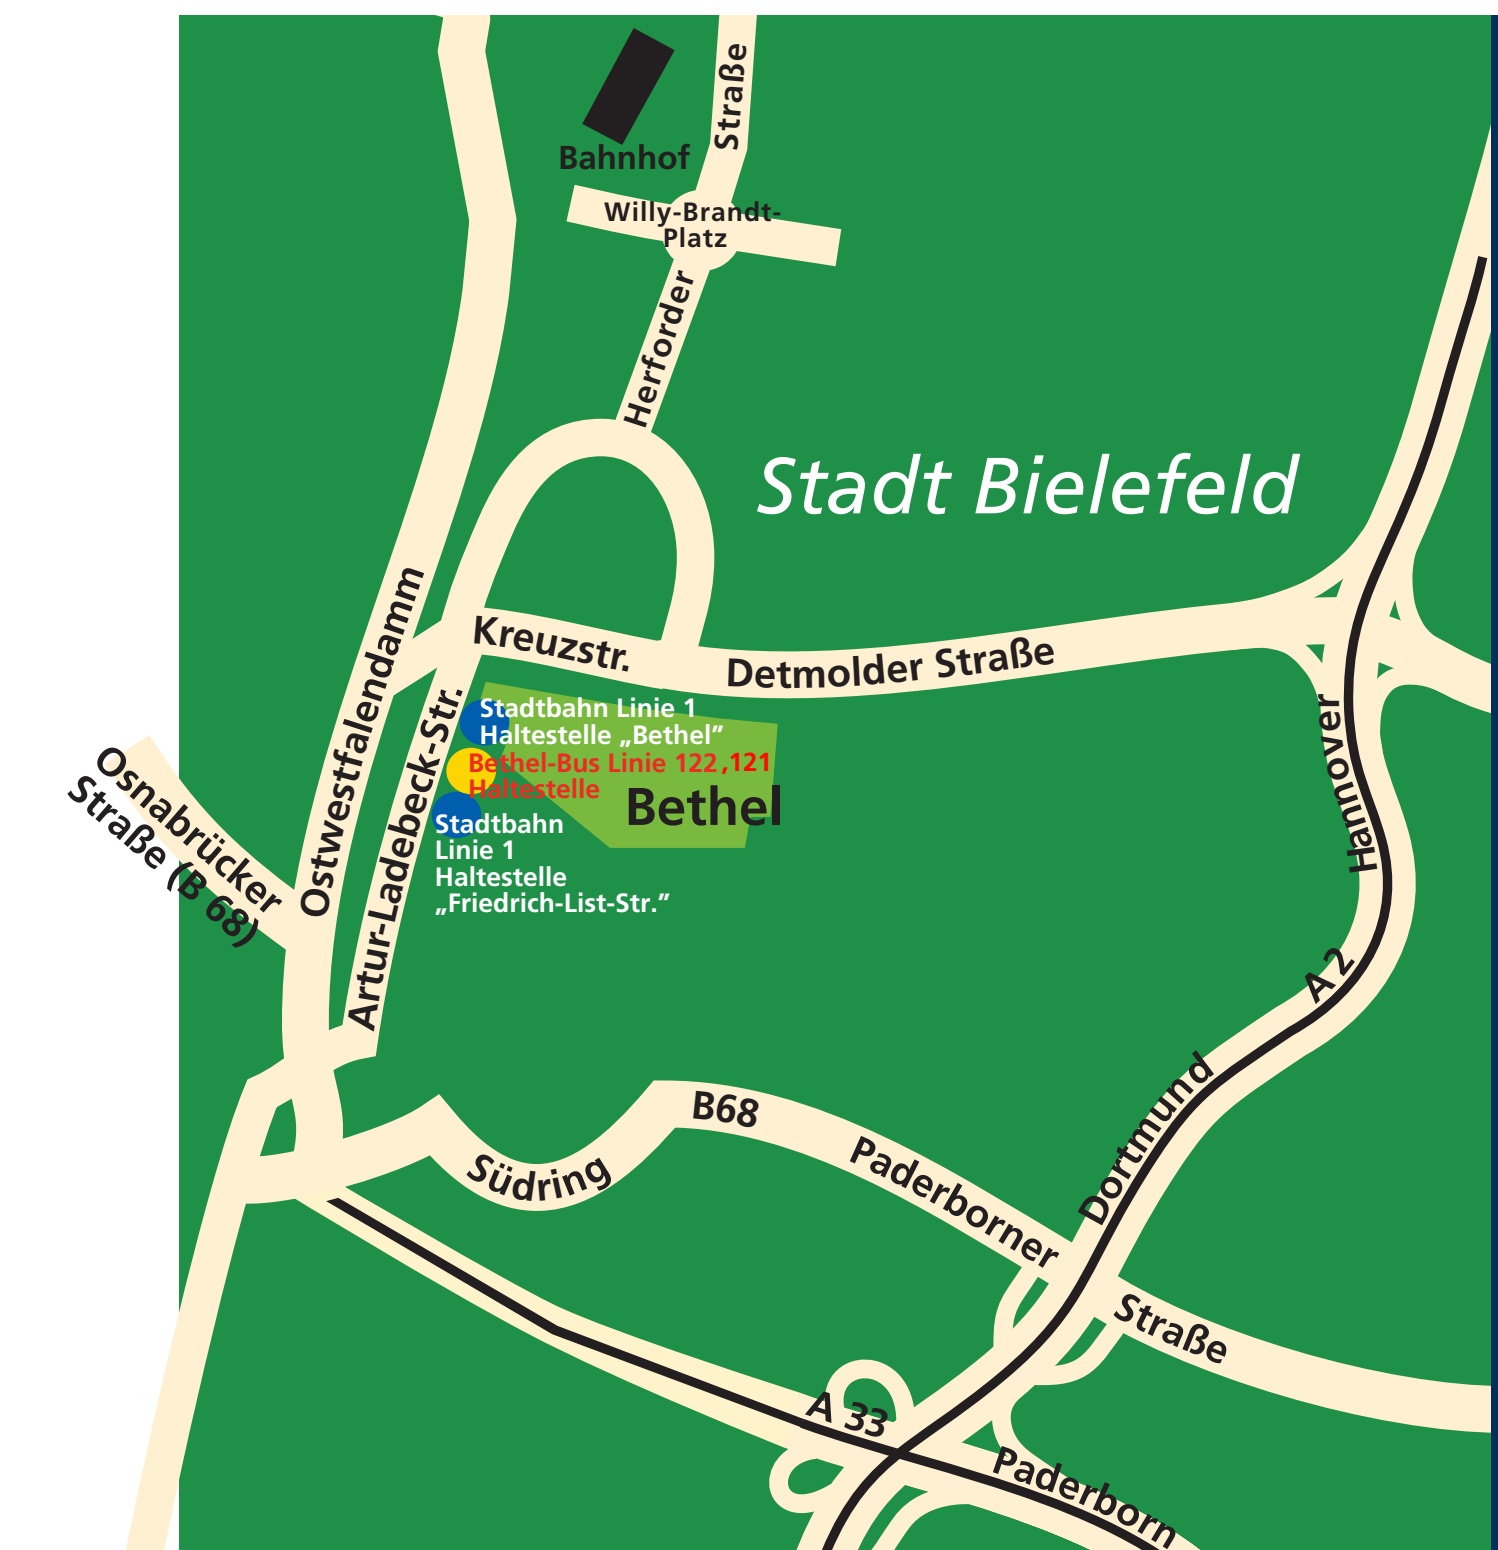 Straße
Bahnhof
Willy-Brandt-
Platz
Herforder
Stadt Bielefeld
Ostwestfalendamm
Kreuzstr.
Detmolder Straße
Artur-Ladebeck-Str.
Stadtbahn Linie 1
Haltestelle „Bethel”
Bethel-Bus Linie 122,121
Haltestelle
Bethel
Stadtbahn
Linie 1
Haltestelle
„Friedrich-List-Str.”
Osnabrücker
Straße (B 68)
Hannover
A 2
Dortmund
B68
Südring
Paderborner
Straße
A 33
Paderborn